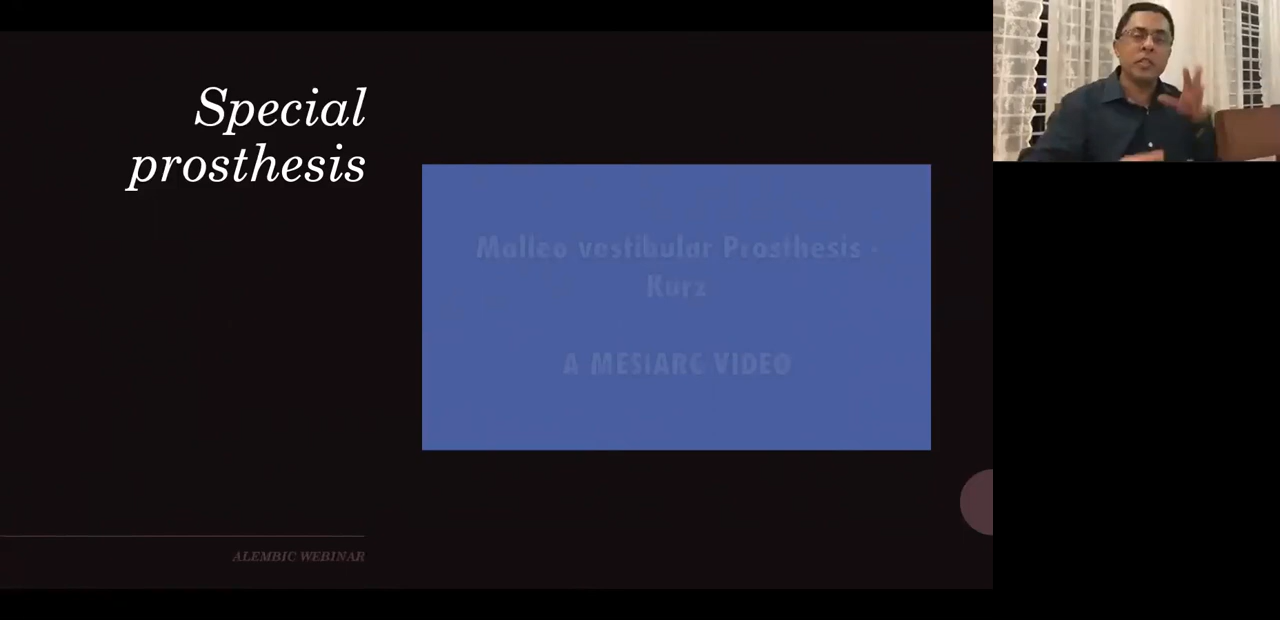 Special
prosthesis
Malleo vestibular Prosthesis -
Kurz
A MESIARC VIDEO
ALEMBIC WEBINAR